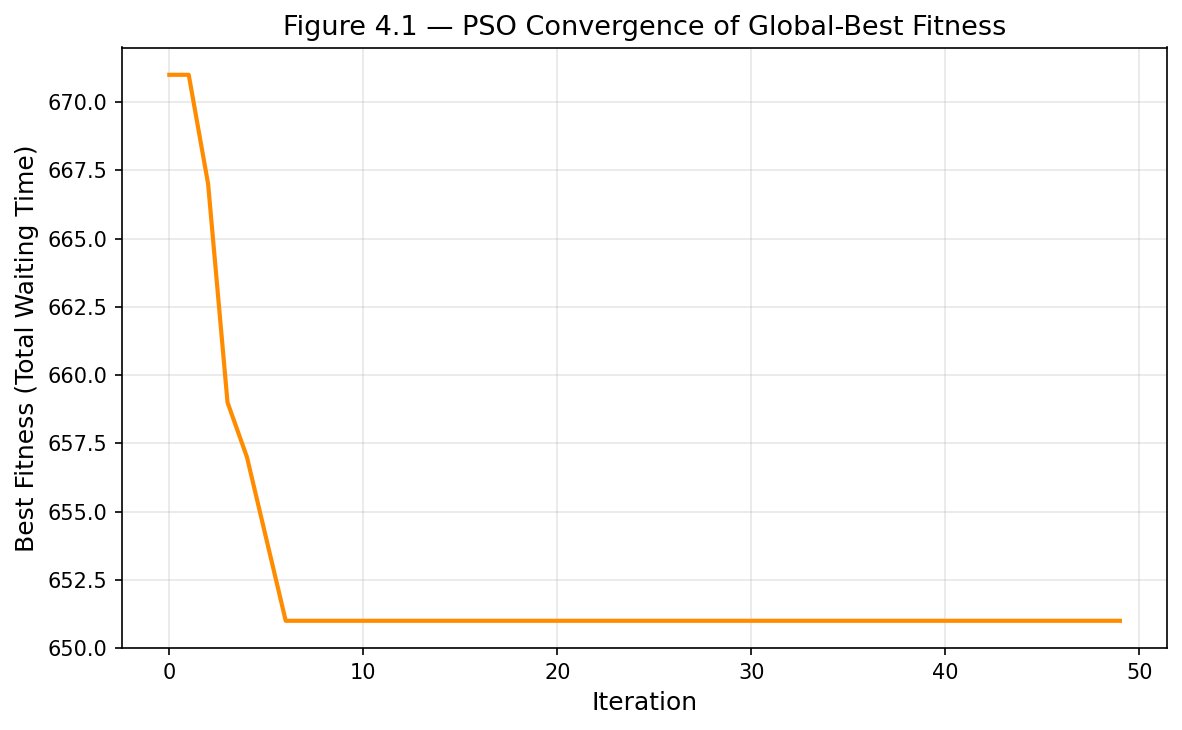 Figure 4.1 — PSO Convergence of Global-Best Fitness
Best Fitness (Total Waiting Time)
670.0
667.5
665.0
662.5
660.0
657.5
655.0
652.5
650.0
0 10 20 30 40 50
Iteration